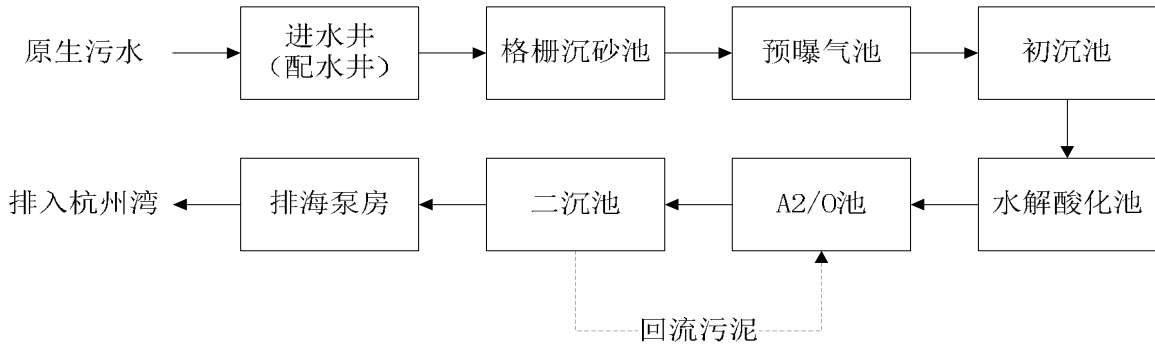 原生污水
进水井
（配水井）
格栅沉砂池
预曝气池
初沉池
排入杭州湾
排海泵房
二沉池
A2/O池
水解酸化池
回流污泥